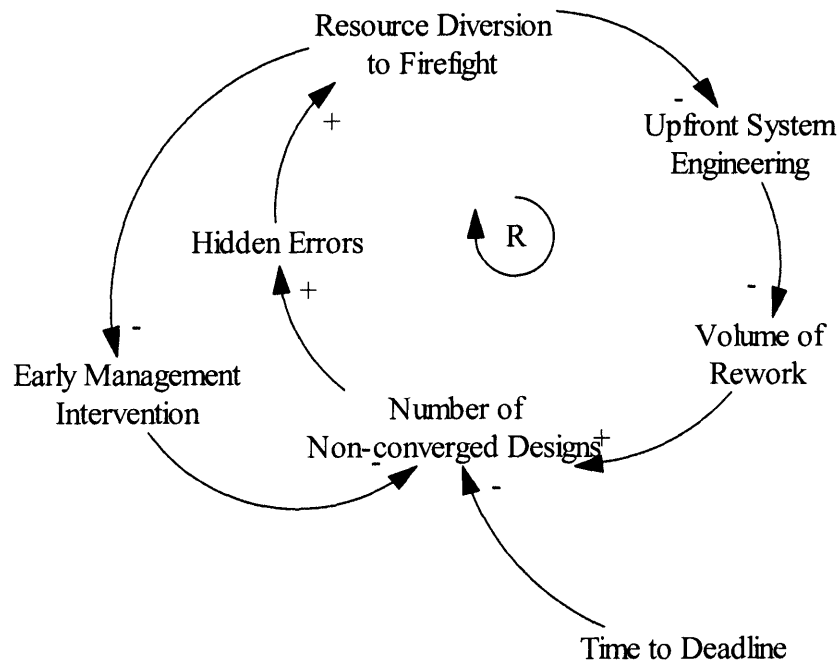 Resource Diversion
to Firefight
-
Upfront System
Engineering
+
R
Hidden Errors
+
-
-
Volume of
Rework
Early Management
Intervention
Number of
Non-converged Designs
+
-
-
Time to Deadline